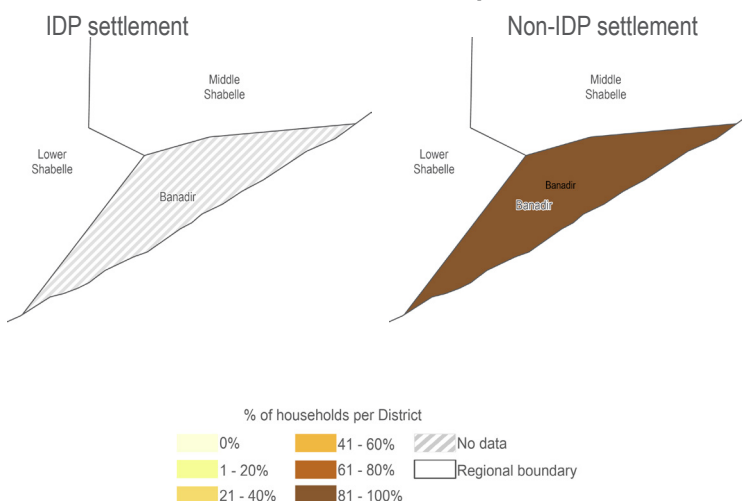 IDP settlement
Non-IDP settlement
Middle
Shabelle
Middle
Shabelle
Lower
Shabelle
Lower
Shabelle
Banadir
Banadir
Banadir
% of households per District
0%
41 - 60%
No data
1 - 20%
61 - 80%
Regional boundary
21 - 40%
81 - 100%